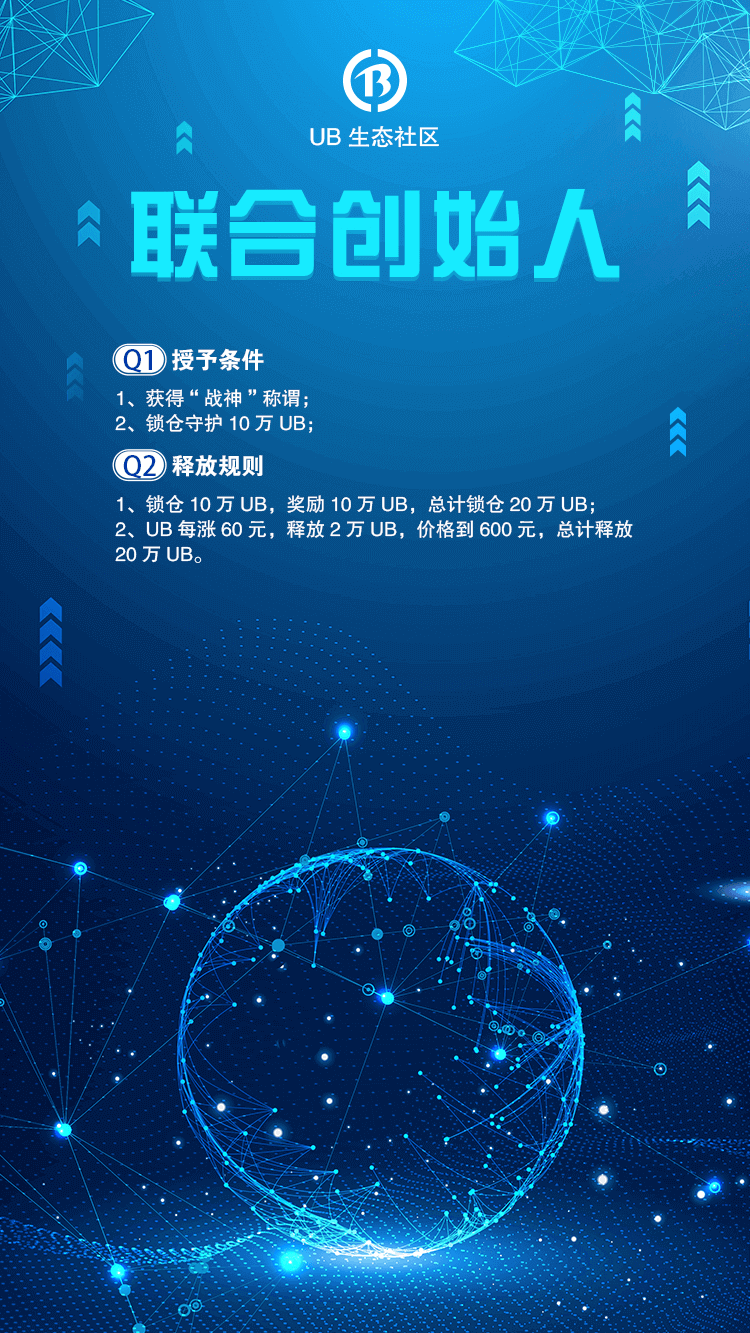 UB 生态社区
联合创始人
Q1 授予条件
1、获得“战神”称谓；
2、锁仓守护 10 万 UB；
Q2 释放规则
1、锁仓 10 万 UB，奖励 10 万 UB，总计锁仓 20 万 UB；
2、UB 每涨 60 元，释放 2 万 UB，价格到 600 元，总计释放
20 万 UB。